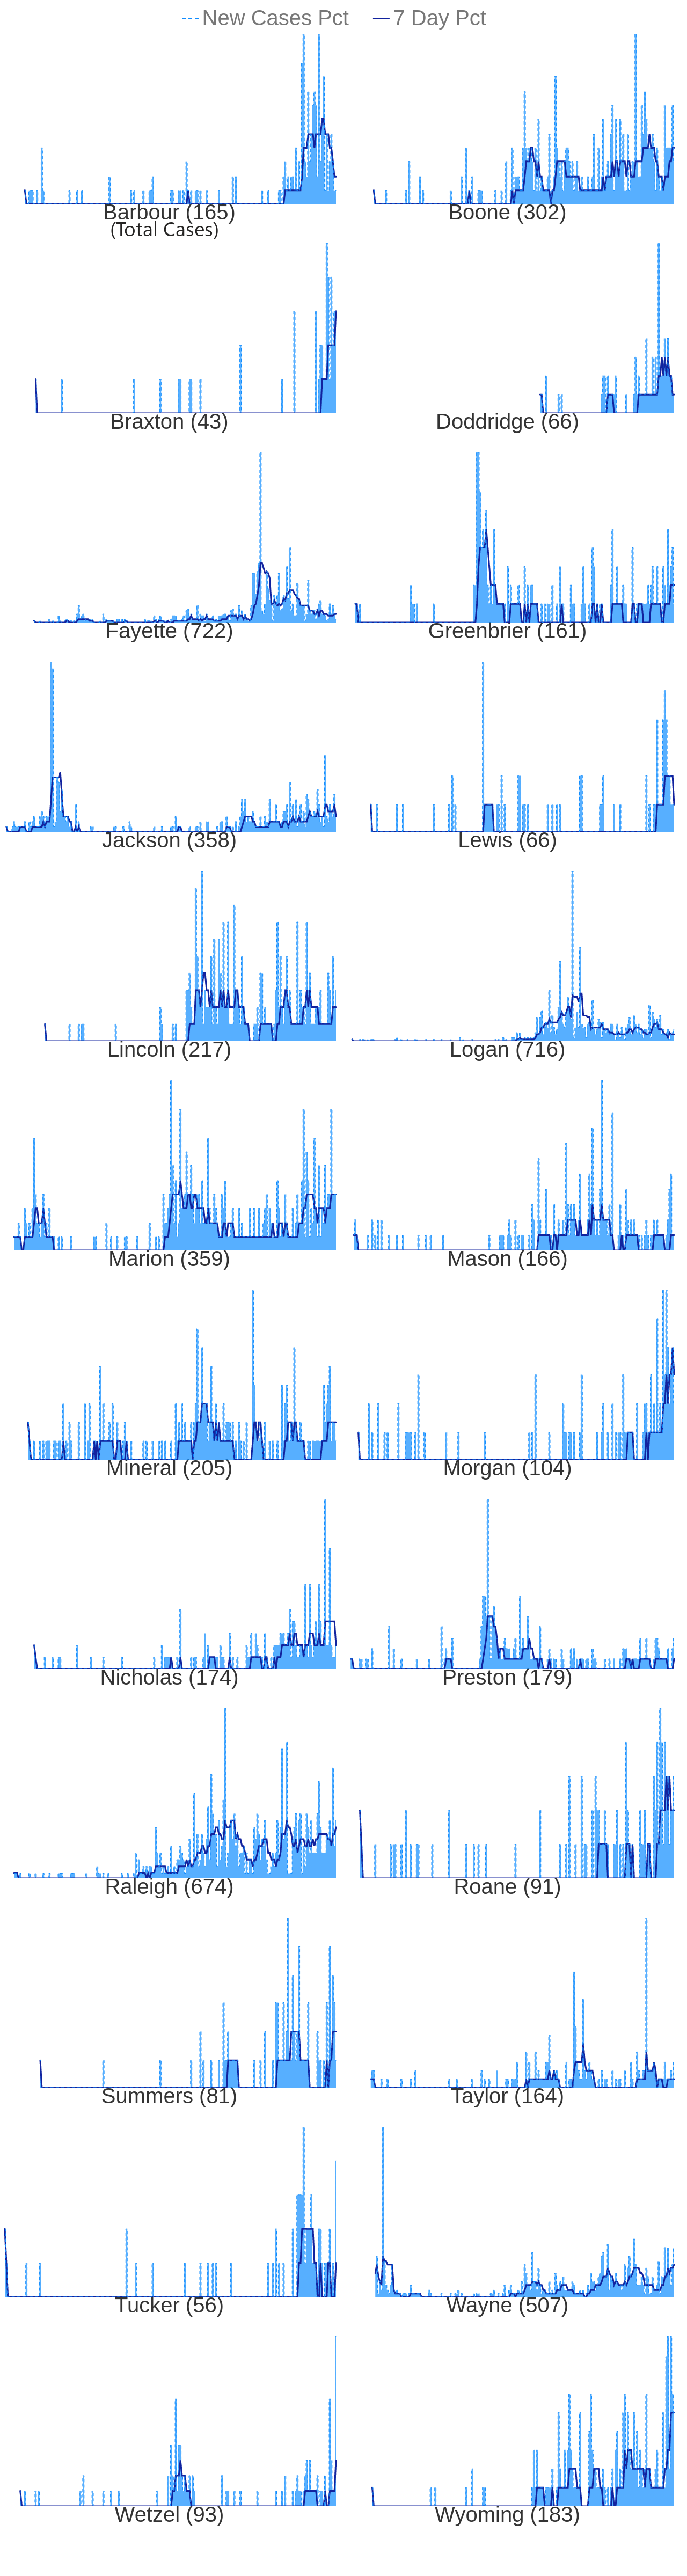 New Cases Pct 7 Day Pct
Barbour (165) Boone (302)
(Total Cases)
Braxton (43) Doddridge (66)
Fayette (722) Greenbrier (161)
Jackson (358) Lewis (66)
Lincoln (217) Logan (716)
Marion (359) Mason (166)
Mineral (205) Morgan (104)
Nicholas (174) Preston (179)
Raleigh (674) Roane (91)
Summers (81) Taylor (164)
Tucker (56) Wayne (507)
Wetzel (93) Wyoming (183)